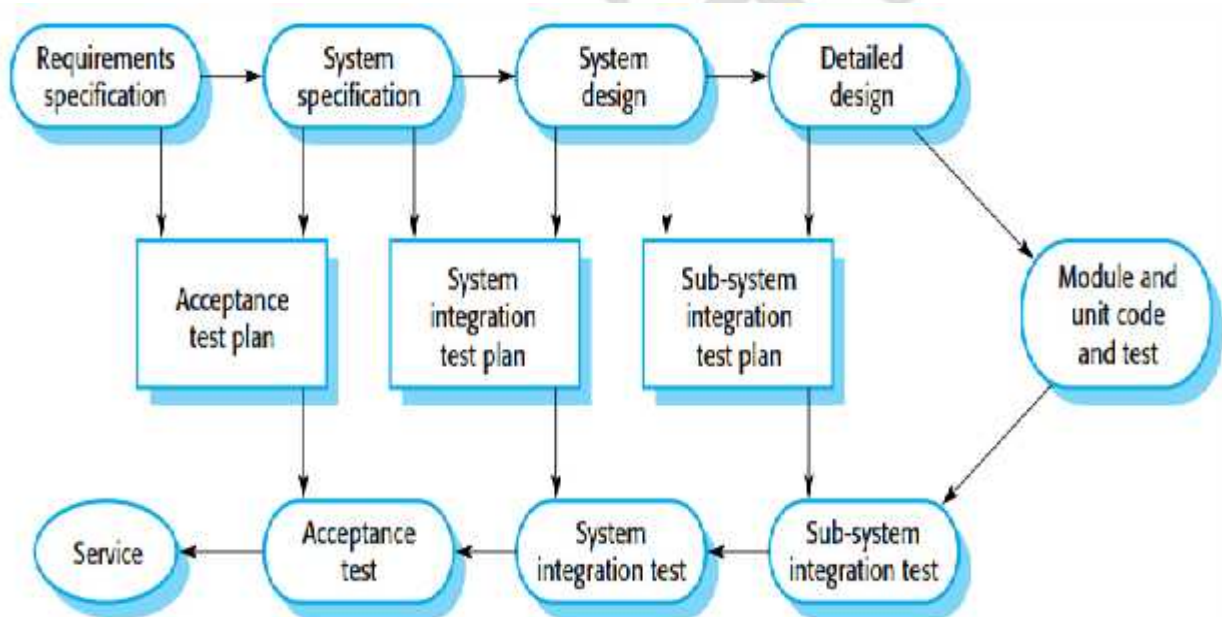 Requirements
specification
System
specification
System
design
Detailed
design
Acceptance
test plan
System
integration
test plan
Sub-system
integration
test plan
Module and
unit code
and test
Service
Acceptance
test
System
integration test
Sub-system
integration test